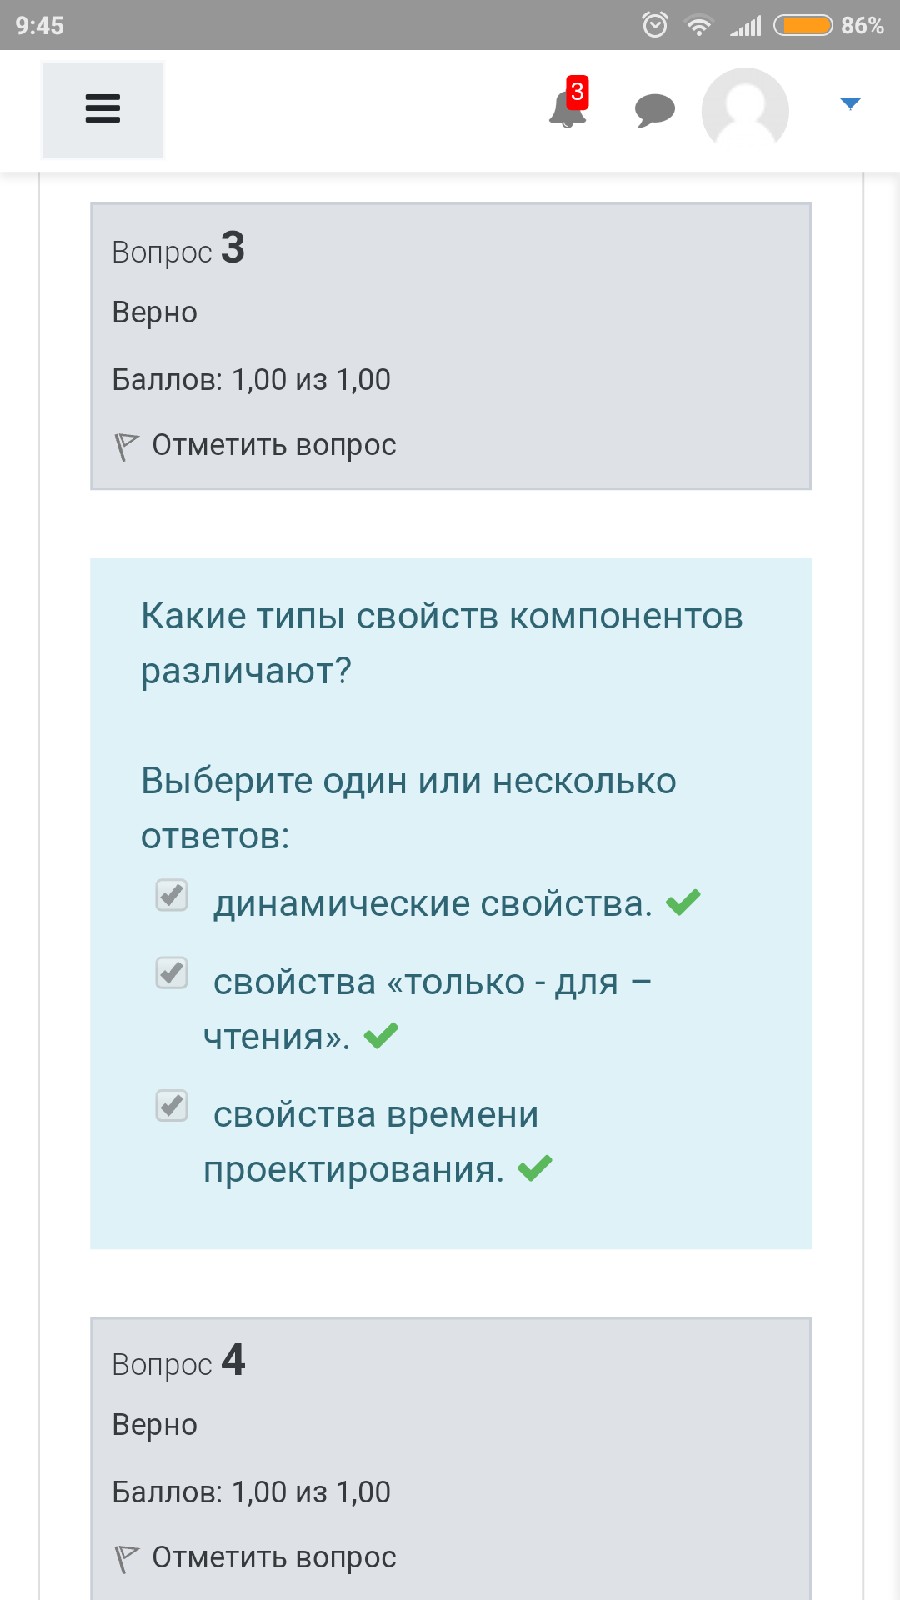 9:45
86%
3
Вопрос 3
Верно
Баллов: 1,00 из 1,00
Отметить вопрос
Какие типы свойств компонентов
различают?
Выберите один или несколько
ответов:
динамические свойства.
свойства «только - для –
чтения».
свойства времени
проектирования.
Вопрос 4
Верно
Баллов: 1,00 из 1,00
Отметить вопрос